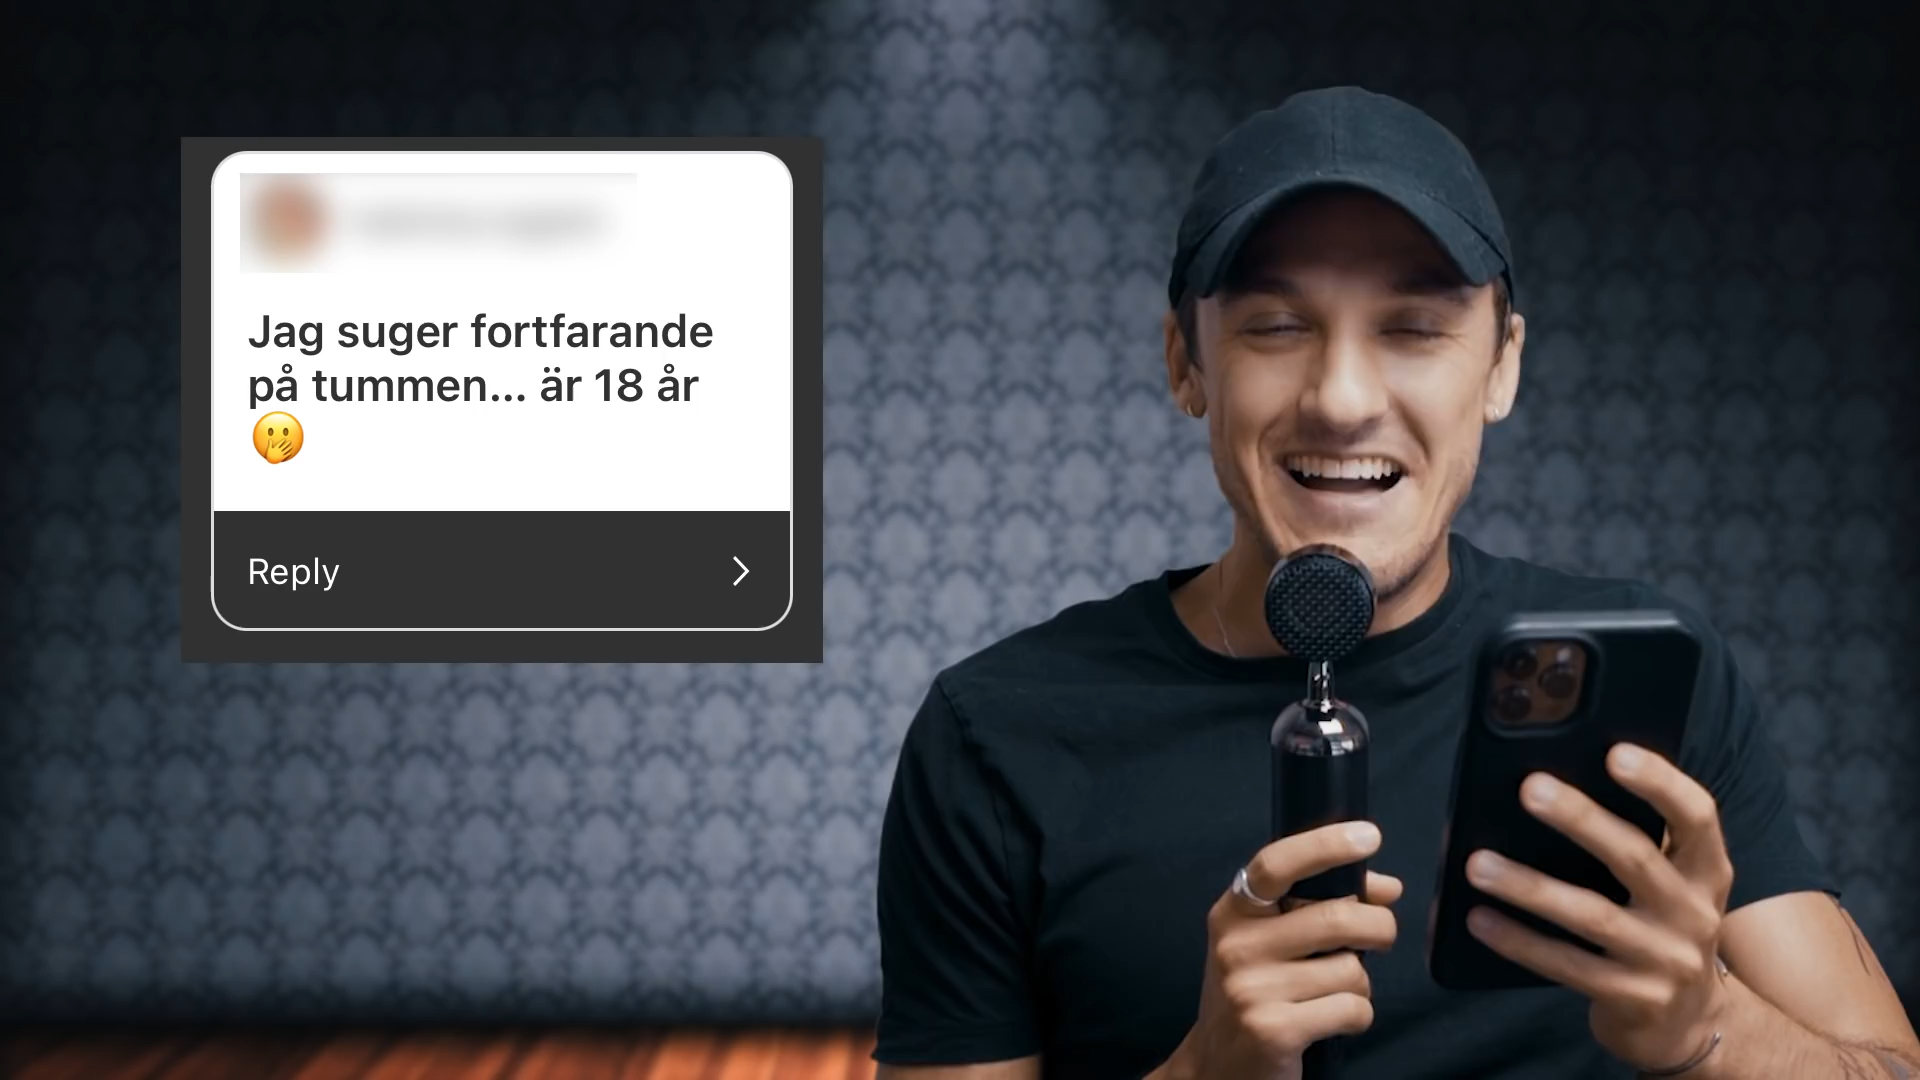 Jag suger fortfarande
på tummen... är 18 år
🫢
Reply